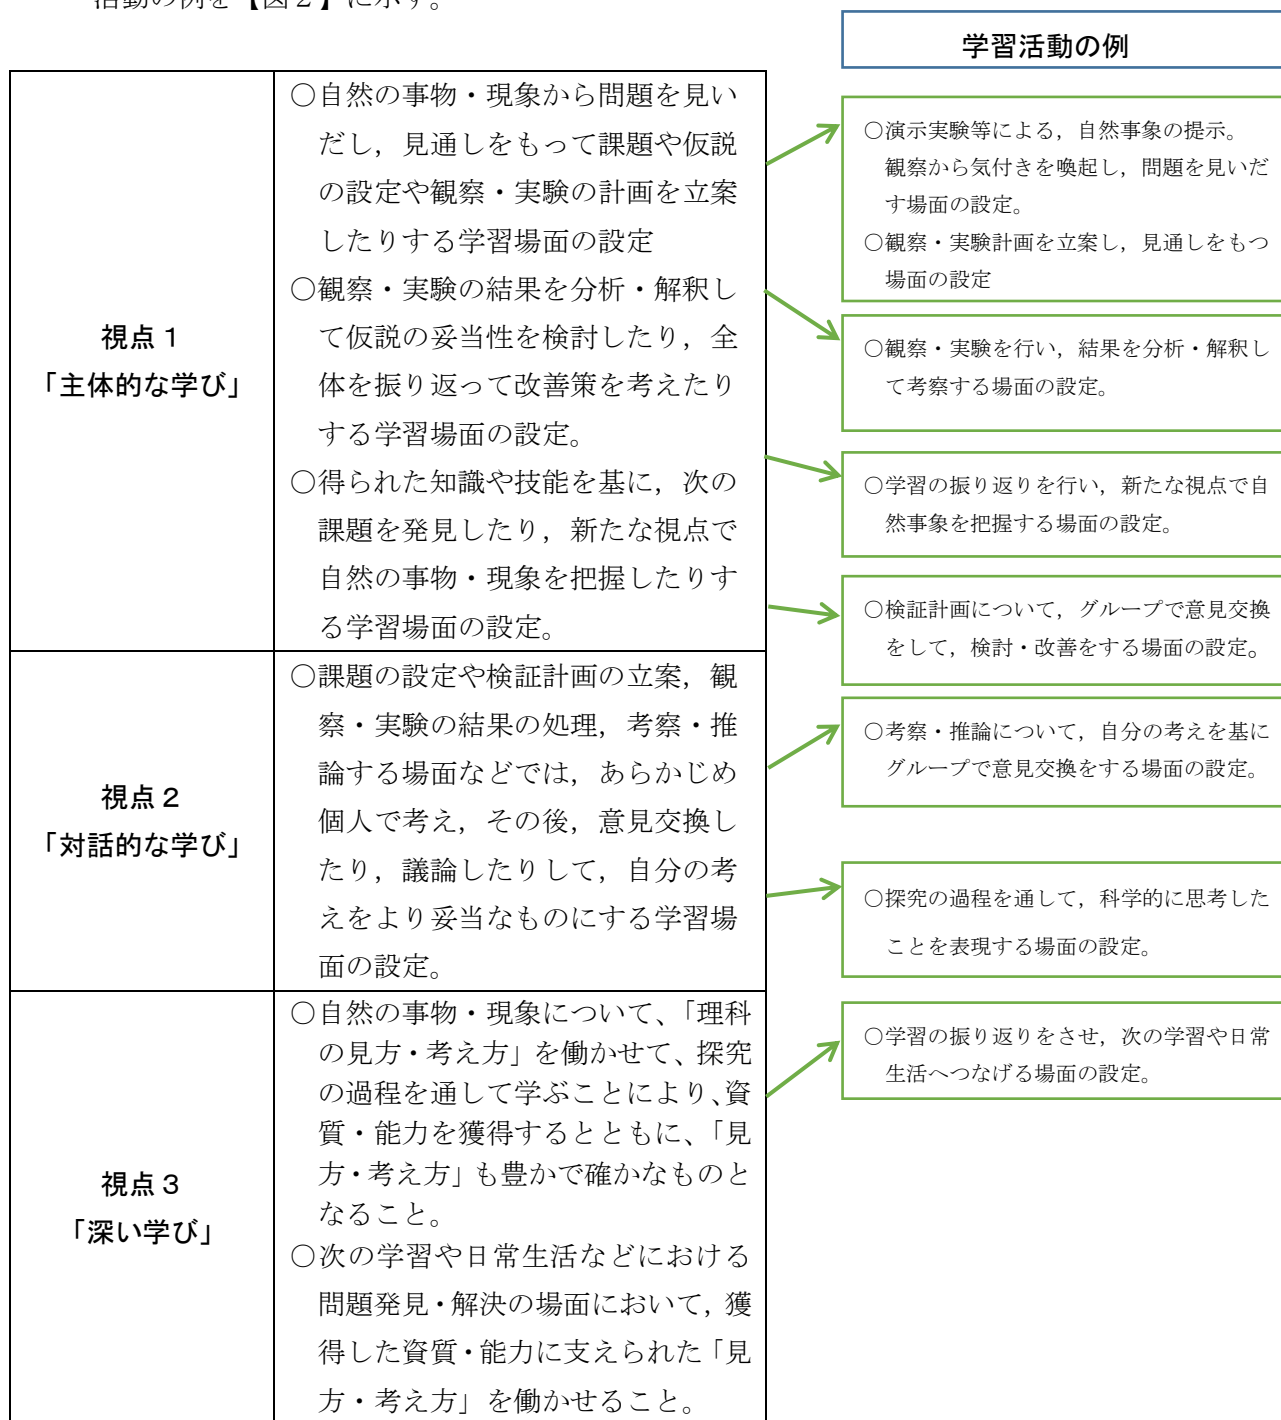 活動の例を【図２】に示す。
学習活動の例
視点１
「主体的な学び」
○自然の事物・現象から問題を見い
だし，見通しをもって課題や仮説
の設定や観察・実験の計画を立案
したりする学習場面の設定
○観察・実験の結果を分析・解釈し
て仮説の妥当性を検討したり，全
体を振り返って改善策を考えたり
する学習場面の設定。
○得られた知識や技能を基に，次の
課題を発見したり，新たな視点で
自然の事物・現象を把握したりす
る学習場面の設定。
視点２
「対話的な学び」
○課題の設定や検証計画の立案，観
察・実験の結果の処理，考察・推
論する場面などでは，あらかじめ
個人で考え，その後，意見交換し
たり，議論したりして，自分の考
えをより妥当なものにする学習場
面の設定。
視点３
「深い学び」
○自然の事物・現象について、「理科
の見方・考え方」を働かせて、探究
の過程を通して学ぶことにより、資
質・能力を獲得するとともに、「見
方・考え方」も豊かで確かなものと
なること。
○次の学習や日常生活などにおける
問題発見・解決の場面において，獲
得した資質・能力に支えられた「見
方・考え方」を働かせること。
○演示実験等による，自然事象の提示。
観察から気付きを喚起し，問題を見いだ
す場面の設定。
○観察・実験計画を立案し，見通しをもつ
場面の設定
○観察・実験を行い，結果を分析・解釈し
て考察する場面の設定。
○学習の振り返りを行い，新たな視点で自
然事象を把握する場面の設定。
○検証計画について，グループで意見交換
をして，検討・改善をする場面の設定。
○考察・推論について，自分の考えを基に
グループで意見交換をする場面の設定。
○探究の過程を通して，科学的に思考した
ことを表現する場面の設定。
○学習の振り返りをさせ，次の学習や日常
生活へつなげる場面の設定。